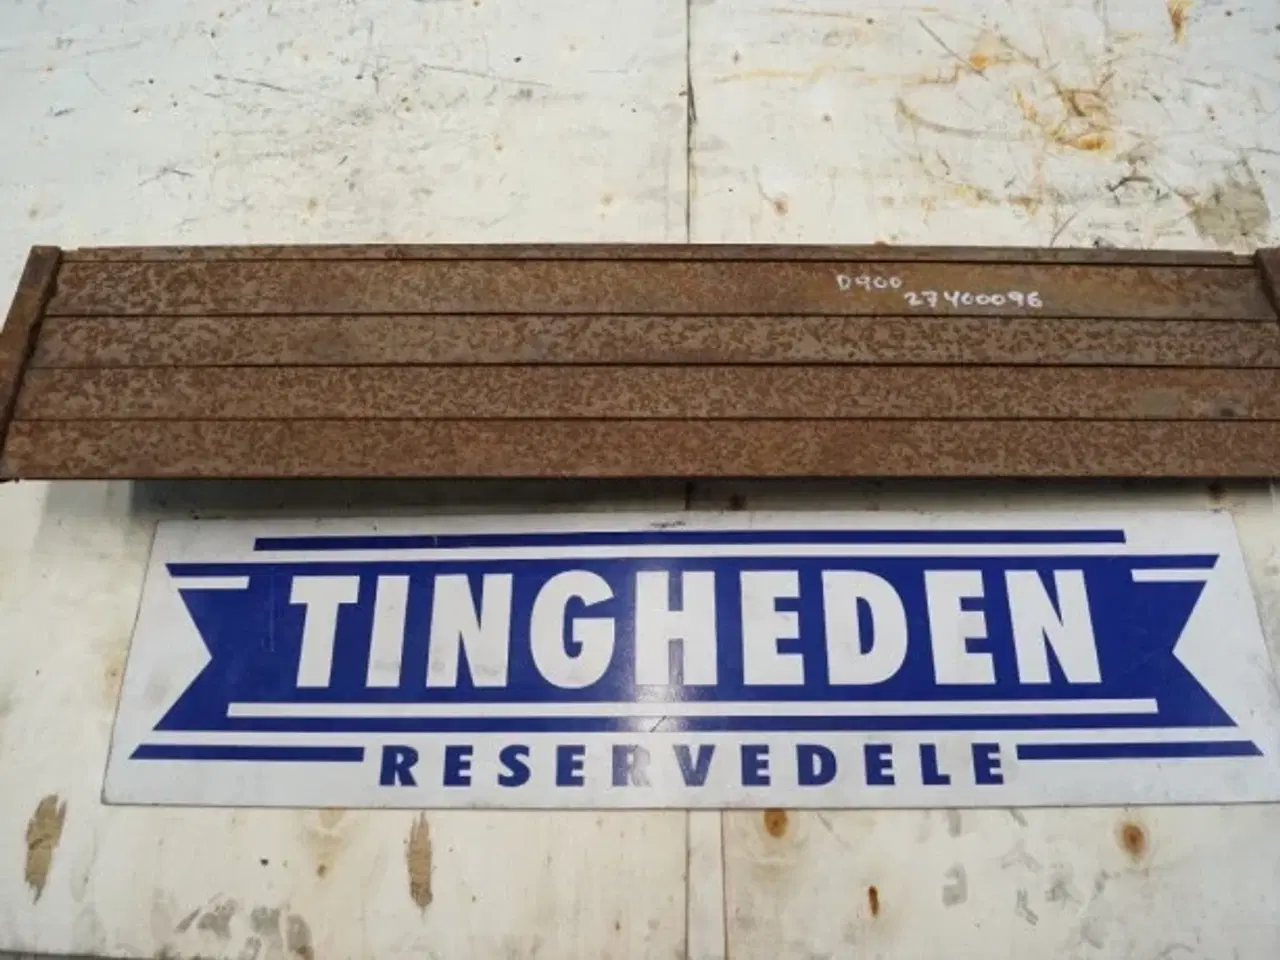 D900
27400096
TINGHEDEN
RESERVEDELE